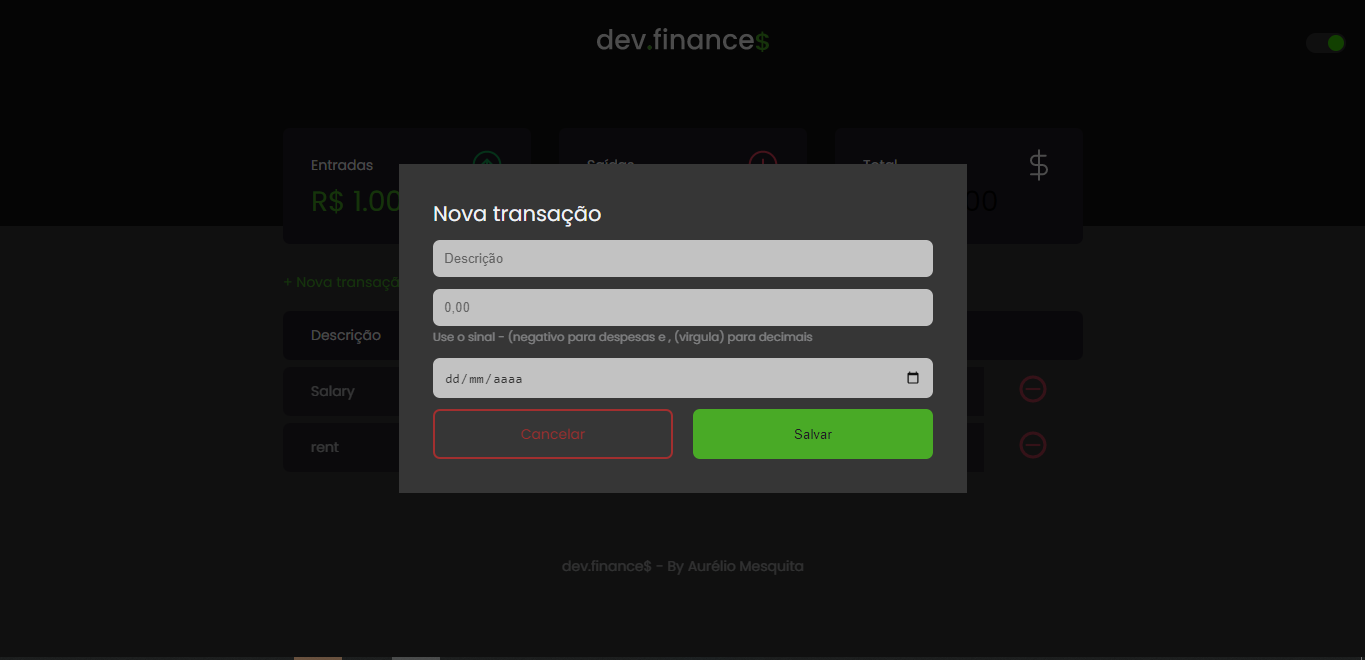 dev.finance$
Entradas
Saídas
Total
R$ 1.00
00
Nova transação
Descrição
0,00
Use o sinal - (negativo para despesas e , (virgula) para decimais
dd/mm/aaaa
Cancelar
Salvar
+ Nova transaçã
Descrição
Salary
rent
dev.finance$ - By Aurélio Mesquita